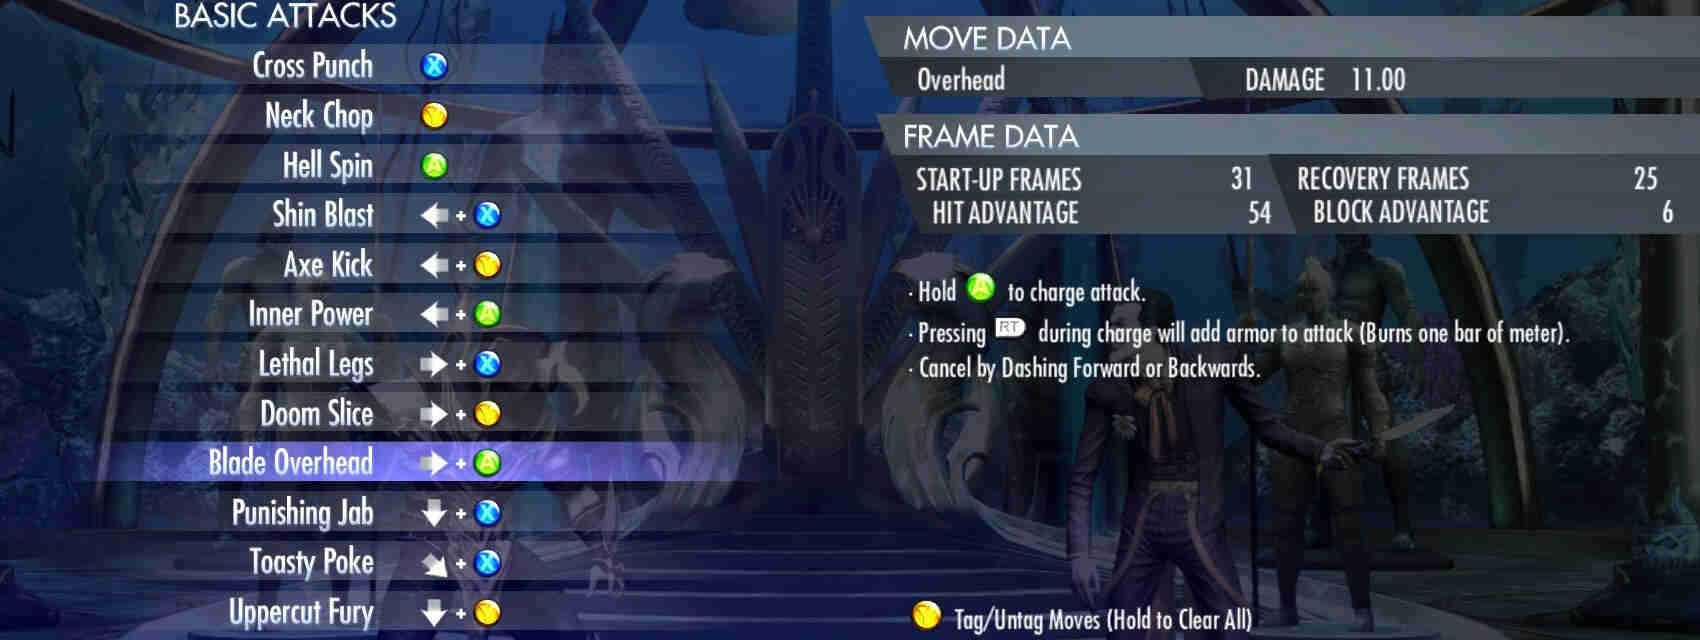 BASIC ATTACKS
Cross Punch X
Neck Chop Y
Hell Spin A
Shin Blast + X
Axe Kick + Y
Inner Power + A
Lethal Legs + X
Doom Slice + Y
Blade Overhead + A
Punishing Jab + X
Toasty Poke + X
Uppercut Fury + Y
MOVE DATA
Overhead DAMAGE 11.00
FRAME DATA
START-UP FRAMES 31 RECOVERY FRAMES 25
HIT ADVANTAGE 54 BLOCK ADVANTAGE 6
· Hold A to charge attack.
· Pressing RT during charge will add armor to attack (Burns one bar of meter).
· Cancel by Dashing Forward or Backwards.
Y Tag/Untag Moves (Hold to Clear All)